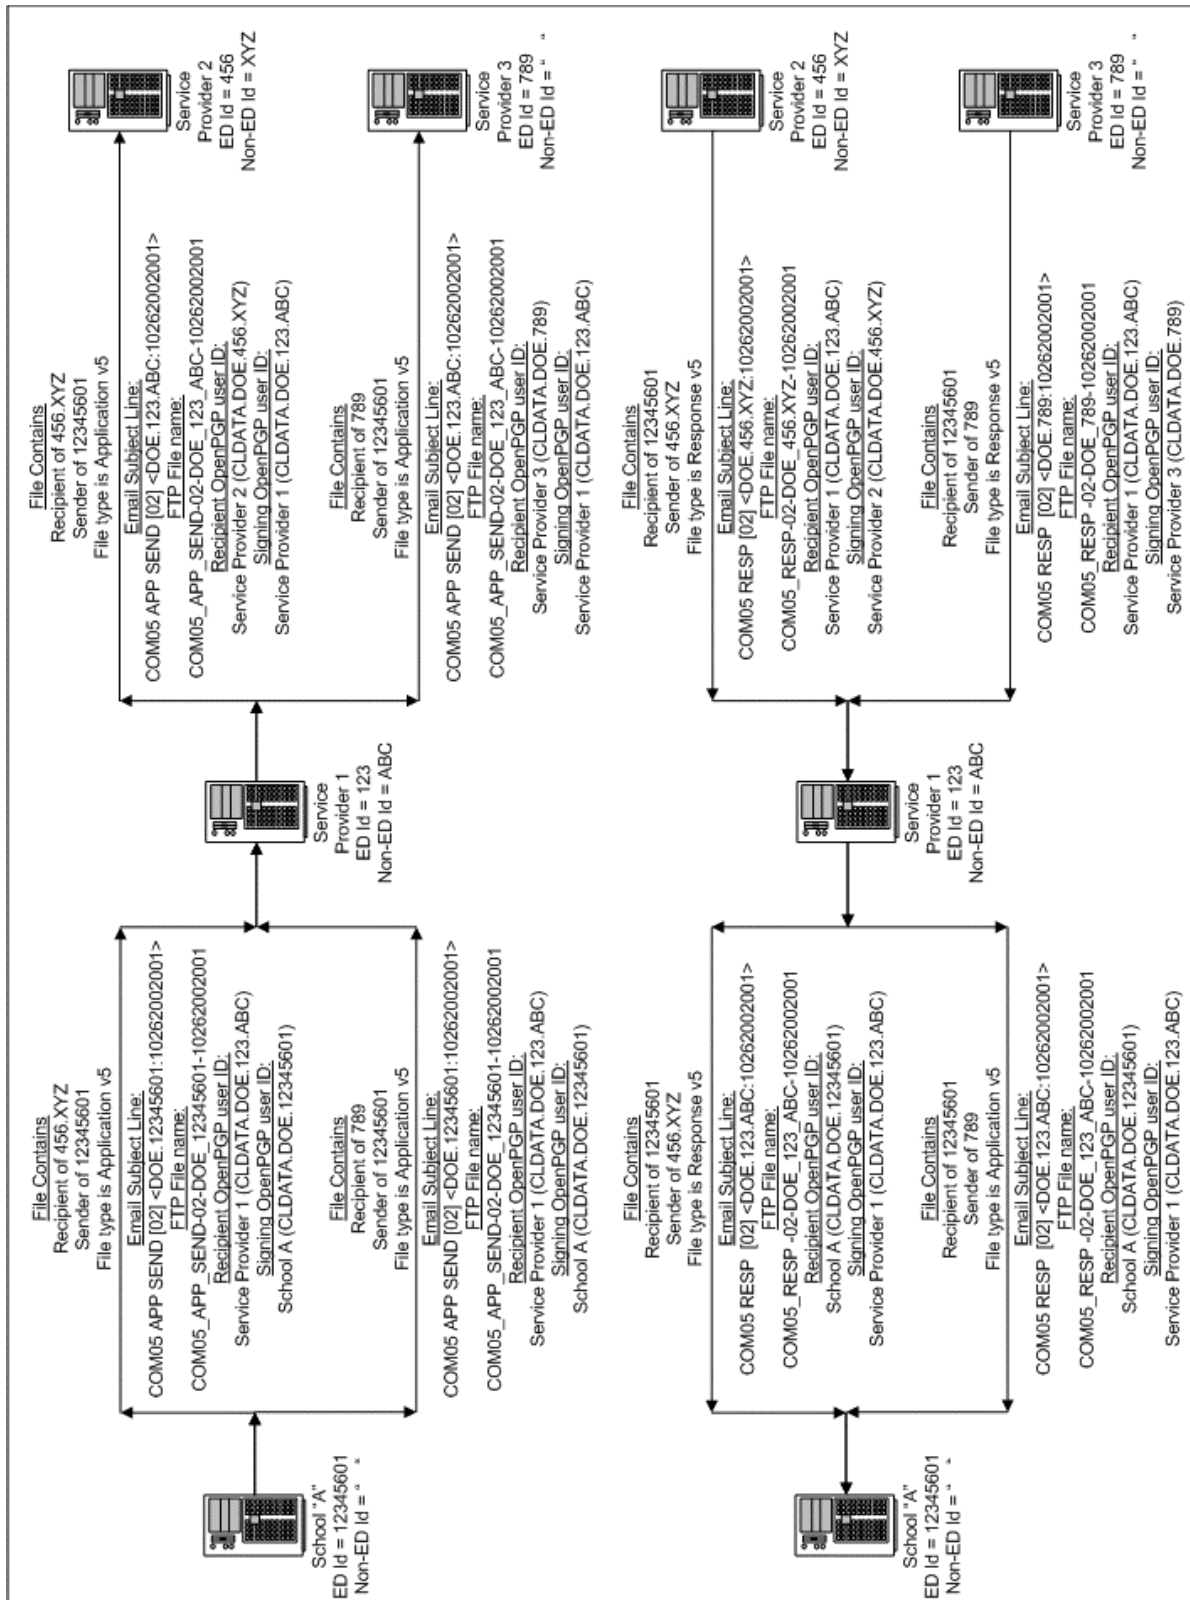 School "A"
ED Id = 12345601
Non-ED Id = " "
File Contains
Recipient of 456.XYZ
Sender of 12345601
File type is Application v5
Email Subject Line:
COM05 APP SEND [02] <DOE.12345601:10262002001>
FTP File name:
COM05_APP_SEND-02-DOE_12345601-10262002001
Recipient OpenPGP user ID:
Service Provider 1 (CLDATA.DOE.123.ABC)
Signing OpenPGP user ID:
School A (CLDATA.DOE.12345601)
File Contains
Recipient of 789
Sender of 12345601
File type is Application v5
Email Subject Line:
COM05 APP SEND [02] <DOE.12345601:10262002001>
FTP File name:
COM05_APP_SEND-02-DOE_12345601-10262002001
Recipient OpenPGP user ID:
Service Provider 1 (CLDATA.DOE.123.ABC)
Signing OpenPGP user ID:
School A (CLDATA.DOE.12345601)
Service
Provider 1
ED Id = 123
Non-ED Id = ABC
File Contains
Recipient of 456.XYZ
Sender of 12345601
File type is Application v5
Email Subject Line:
COM05 APP SEND [02] <DOE.123.ABC:10262002001>
FTP File name:
COM05_APP_SEND-02-DOE_123_ABC-10262002001
Recipient OpenPGP user ID:
Service Provider 2 (CLDATA.DOE.456.XYZ)
Signing OpenPGP user ID:
Service Provider 1 (CLDATA.DOE.123.ABC)
File Contains
Recipient of 789
Sender of 12345601
File type is Application v5
Email Subject Line:
COM05 APP SEND [02] <DOE.123.ABC:10262002001>
FTP File name:
COM05_APP_SEND-02-DOE_123_ABC-10262002001
Recipient OpenPGP user ID:
Service Provider 3 (CLDATA.DOE.789)
Signing OpenPGP user ID:
Service Provider 1 (CLDATA.DOE.123.ABC)
Service
Provider 2
ED Id = 456
Non-ED Id = XYZ
Service
Provider 3
ED Id = 789
Non-ED Id = " "
School "A"
ED Id = 12345601
Non-ED Id = " "
File Contains
Recipient of 12345601
Sender of 456.XYZ
File type is Response v5
Email Subject Line:
COM05 RESP [02] <DOE.123.ABC:10262002001>
FTP File name:
COM05_RESP-02-DOE_123_ABC-10262002001
Recipient OpenPGP user ID:
School A (CLDATA.DOE.12345601)
Signing OpenPGP user ID:
Service Provider 1 (CLDATA.DOE.123.ABC)
File Contains
Recipient of 12345601
Sender of 789
File type is Response v5
Email Subject Line:
COM05 RESP [02] <DOE.123.ABC:10262002001>
FTP File name:
COM05_RESP -02-DOE_123_ABC-10262002001
Recipient OpenPGP user ID:
School A (CLDATA.DOE.12345601)
Signing OpenPGP user ID:
Service Provider 1 (CLDATA.DOE.123.ABC)
Service
Provider 1
ED Id = 123
Non-ED Id = ABC
File Contains
Recipient of 12345601
Sender of 456.XYZ
File type is Response v5
Email Subject Line:
COM05 RESP [02] <DOE.456.XYZ:10262002001>
FTP File name:
COM05_RESP-02-DOE_456.XYZ-10262002001
Recipient OpenPGP user ID:
Service Provider 1 (CLDATA.DOE.123.ABC)
Signing OpenPGP user ID:
Service Provider 2 (CLDATA.DOE.456.XYZ)
File Contains
Recipient of 12345601
Sender of 789
File type is Response v5
Email Subject Line:
COM05 RESP [02] <DOE.789:10262002001>
FTP File name:
COM05_RESP -02-DOE_789-10262002001
Recipient OpenPGP user ID:
Service Provider 1 (CLDATA.DOE.123.ABC)
Signing OpenPGP user ID:
Service Provider 3 (CLDATA.DOE.789)
Service
Provider 2
ED Id = 456
Non-ED Id = XYZ
Service
Provider 3
ED Id = 789
Non-ED Id = " "